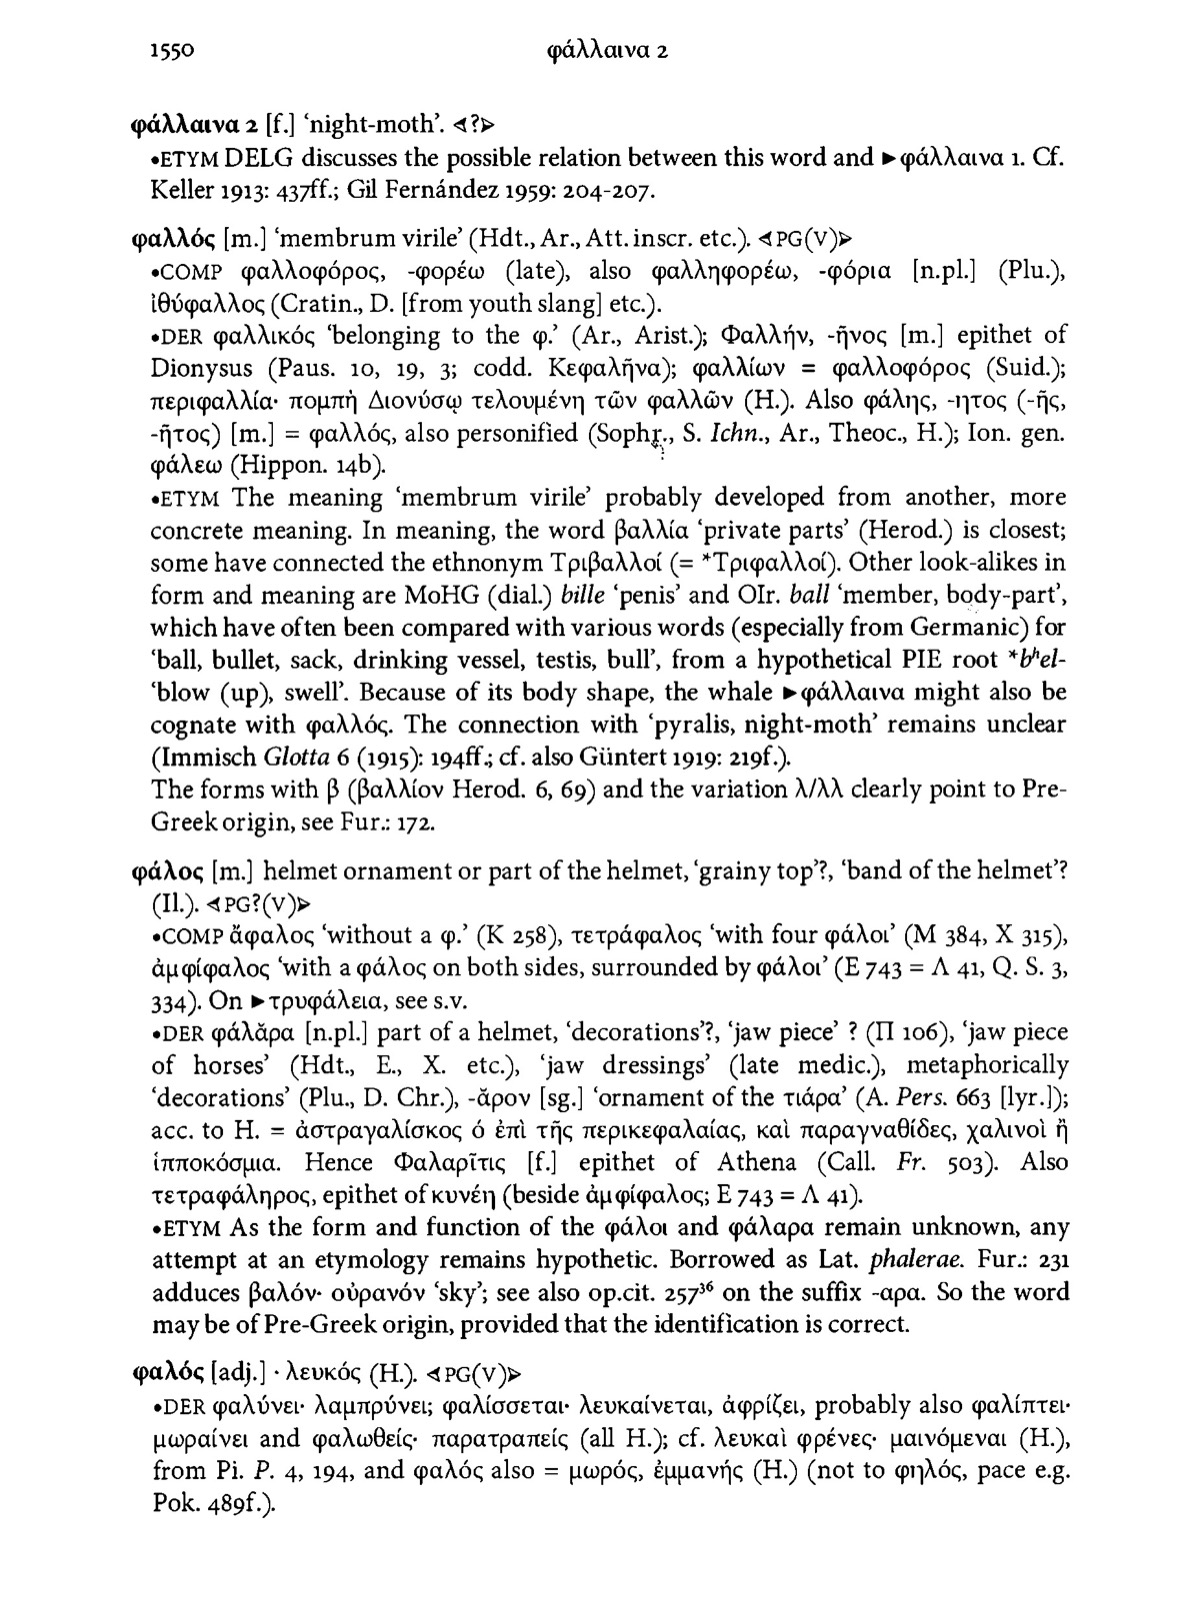 1550 φάλλαινα 2
φάλλαινα 2 [f.] ‘night-moth’. ⊲?⊳
•ETYM DELG discusses the possible relation between this word and ►φάλλαινα 1. Cf.
Keller 1913: 437ff.; Gil Fernández 1959: 204-207.
φαλλός [m.] ‘membrum virile’ (Hdt., Ar., Att. inscr. etc.). ⊲PG(V)⊳
•COMP φαλλοφόρος, -φορέω (late), also φαλληφορέω, -φόρια [n.pl.] (Plu.),
ἰθύφαλλος (Cratin., D. [from youth slang] etc.).
•DER φαλλικός ‘belonging to the φ.’ (Ar., Arist.); Φαλλήν, -ῆνος [m.] epithet of
Dionysus (Paus. 10, 19, 3; codd. Κεφαλῆνα); φαλλίων = φαλλοφόρος (Suid.);
περιφαλλία· πομπὴ Διονύσῳ τελουμένη τῶν φαλλῶν (H.). Also φάλης, -ητος (-ῆς,
-ῆτος) [m.] = φαλλός, also personified (Sophr., S. Ichn., Ar., Theoc., H.); Ion. gen.
φάλεω (Hippon. 14b).
•ETYM The meaning ‘membrum virile’ probably developed from another, more
concrete meaning. In meaning, the word βαλλία ‘private parts’ (Herod.) is closest;
some have connected the ethnonym Τριβαλλοί (= *Τριφαλλοί). Other look-alikes in
form and meaning are MoHG (dial.) bille ‘penis’ and OIr. ball ‘member, body-part’,
which have often been compared with various words (especially from Germanic) for
‘ball, bullet, sack, drinking vessel, testis, bull’, from a hypothetical PIE root *bʰel-
‘blow (up), swell’. Because of its body shape, the whale ►φάλλαινα might also be
cognate with φαλλός. The connection with ‘pyralis, night-moth’ remains unclear
(Immisch Glotta 6 (1915): 194ff.; cf. also Güntert 1919: 219f.).
The forms with β (βαλλίον Herod. 6, 69) and the variation λ/λλ clearly point to Pre-
Greek origin, see Fur.: 172.
φάλος [m.] helmet ornament or part of the helmet, ‘grainy top’?, ‘band of the helmet’?
(Il.). ⊲PG?(V)⊳
•COMP ἄφαλος ‘without a φ.’ (Κ 258), τετράφαλος ‘with four φάλοι’ (Μ 384, Χ 315),
ἀμφίφαλος ‘with a φάλος on both sides, surrounded by φάλοι’ (Ε 743 = Λ 41, Q. S. 3,
334). On ►τρυφάλεια, see s.v.
•DER φάλᾰρα [n.pl.] part of a helmet, ‘decorations’?, ‘jaw piece’ ? (Π 106), ‘jaw piece
of horses’ (Hdt., E., X. etc.), ‘jaw dressings’ (late medic.), metaphorically
‘decorations’ (Plu., D. Chr.), -ᾰρον [sg.] ‘ornament of the τιάρα’ (A. Pers. 663 [lyr.]);
acc. to H. = ἀστραγαλίσκος ὁ ἐπὶ τῆς περικεφαλαίας, καὶ παραγναθίδες, χαλινοὶ ἢ
ἱπποκόσμια. Hence Φαλαρῖτις [f.] epithet of Athena (Call. Fr. 503). Also
τετραφάληρος, epithet of κυνέη (beside ἀμφίφαλος; Ε 743 = Λ 41).
•ETYM As the form and function of the φάλοι and φάλαρα remain unknown, any
attempt at an etymology remains hypothetic. Borrowed as Lat. phalerae. Fur.: 231
adduces βαλόν· οὐρανόν ‘sky’; see also op.cit. 257³⁶ on the suffix -αρα. So the word
may be of Pre-Greek origin, provided that the identification is correct.
φαλός [adj.] · λευκός (H.). ⊲PG(V)⊳
•DER φαλύνει· λαμπρύνει; φαλίσσεται· λευκαίνεται, ἀφρίζει, probably also φαλίπτει·
μωραίνει and φαλωθείς· παρατραπείς (all H.); cf. λευκαὶ φρένες· μαινόμεναι (H.),
from Pi. P. 4, 194, and φαλός also = μωρός, ἐμμανής (H.) (not to φηλός, pace e.g.
Pok. 489f.).